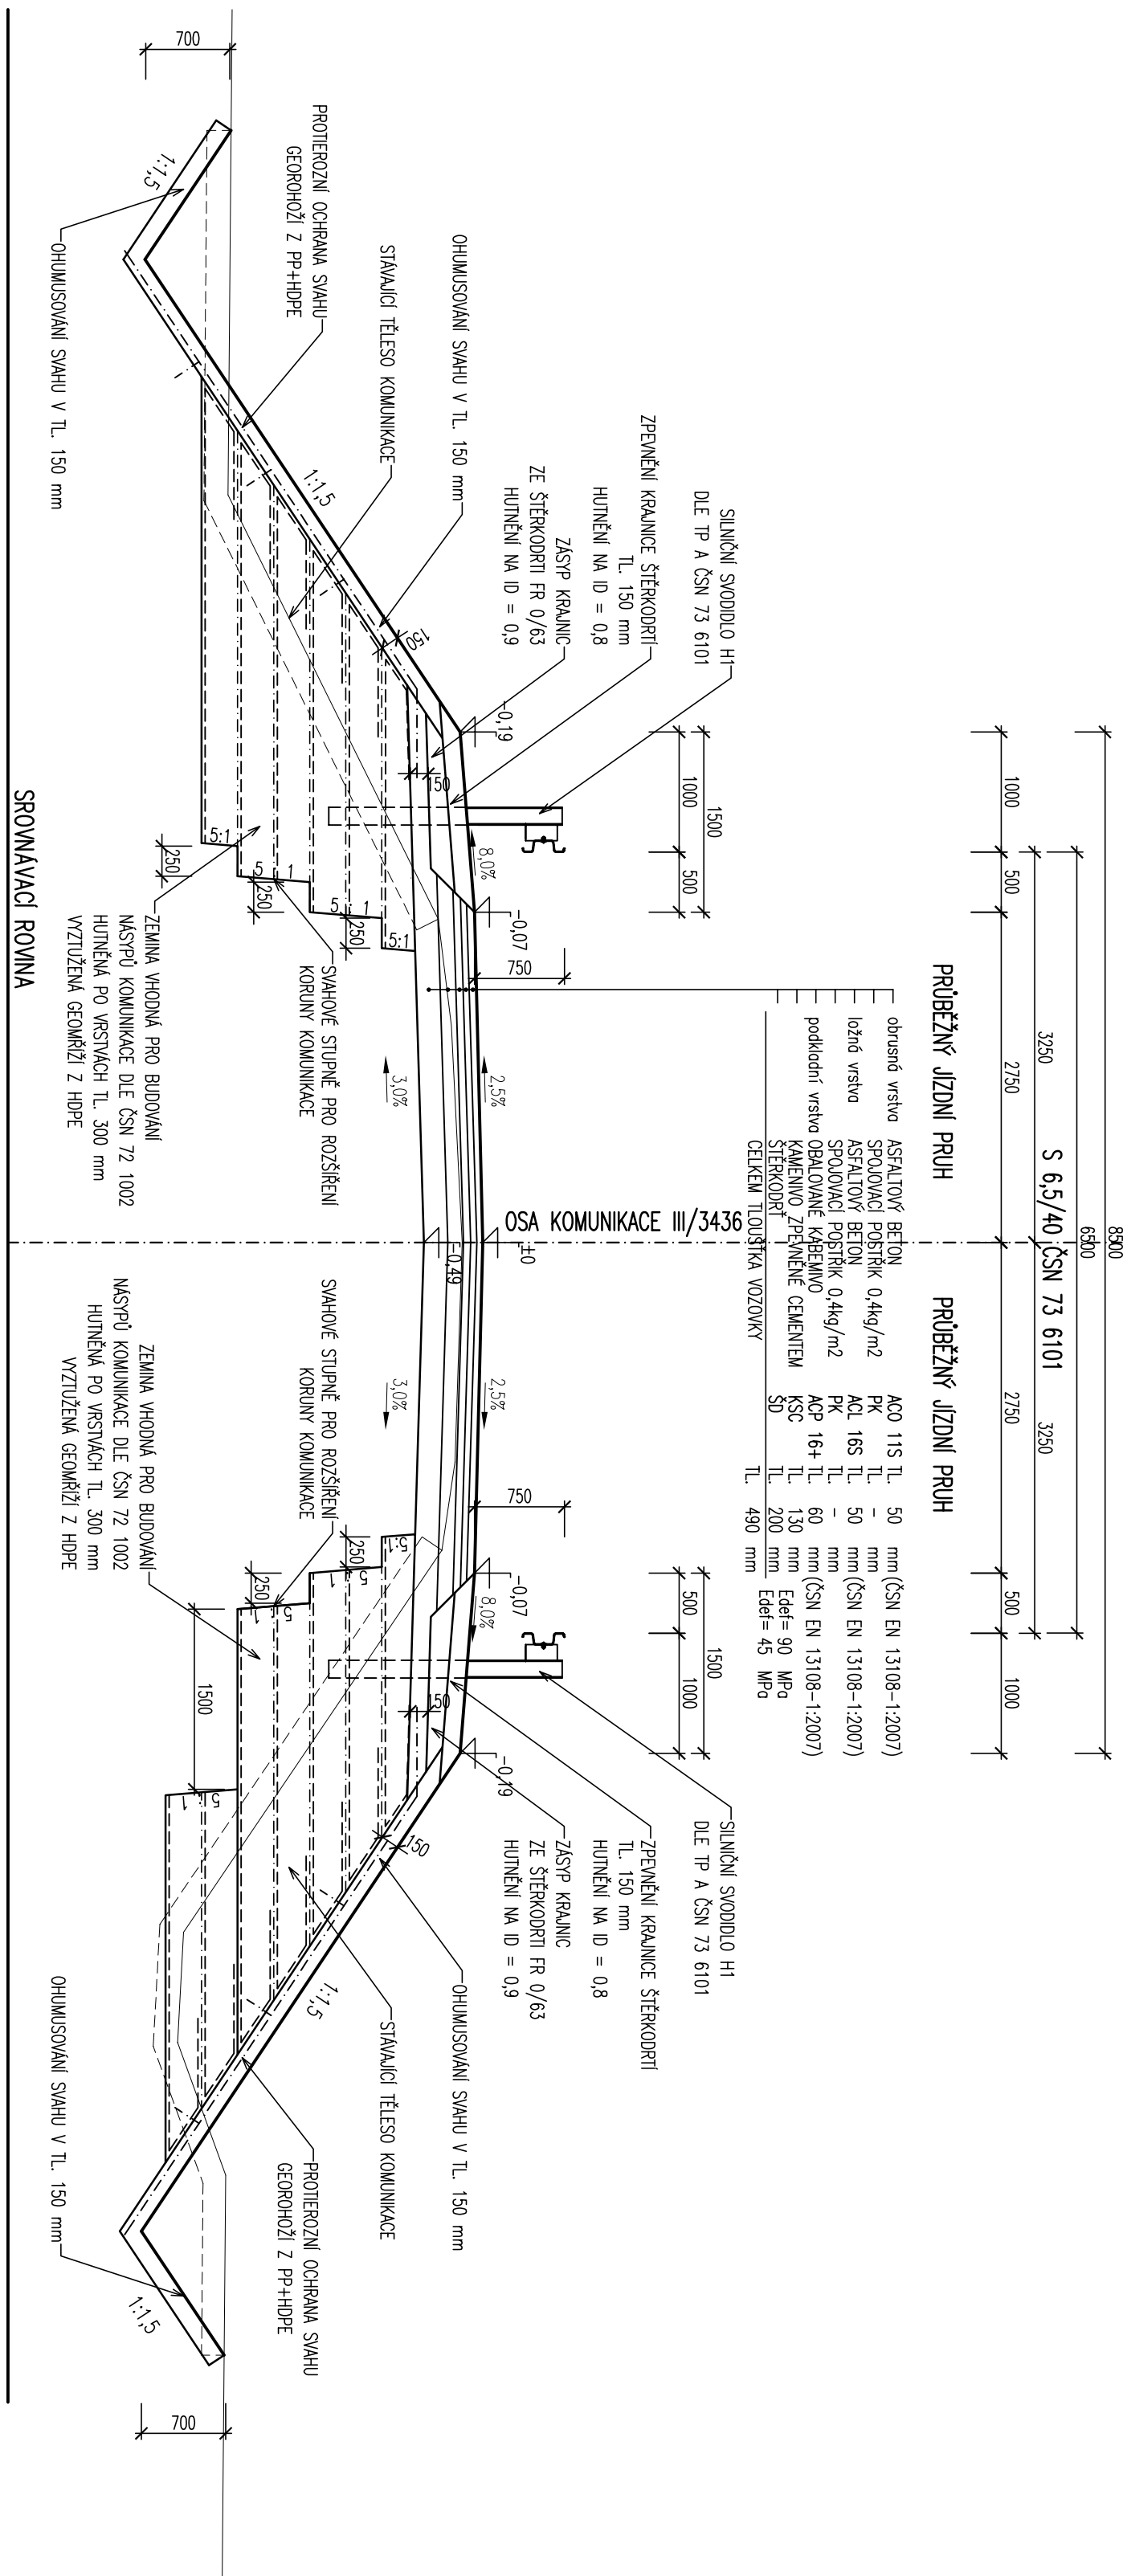 8500
6500
S 6,5/40 ČSN 73 6101
3250
3250
1000
500
2750
2750
500
1000
PRŮBĚŽNÝ JÍZDNÍ PRUH
PRŮBĚŽNÝ JÍZDNÍ PRUH
obrusná vrstva ASFALTOVÝ BETON ACO 11S TL. 50 mm (ČSN EN 13108-1:2007)
SPOJOVACÍ POSTŘIK 0,4kg/m2 PK TL. - mm
ložná vrstva ASFALTOVÝ BETON ACL 16S TL. 50 mm (ČSN EN 13108-1:2007)
SPOJOVACÍ POSTŘIK 0,4kg/m2 PK TL. - mm
podkladní vrstva OBALOVANÉ KABEMIVO ACP 16+ TL. 60 mm (ČSN EN 13108-1:2007)
KAMENIVO ZPEVNĚNÉ CEMENTEM KSC TL. 130 mm Edef= 90 MPa
ŠTĚRKODRŤ ŠD TL. 200 mm Edef= 45 MPa
CELKEM TLOUŠTKA VOZOVKY TL. 490 mm
1500
1000
500
1500
500
1000
SILNIČNÍ SVODIDLO H1
DLE TP A ČSN 73 6101
ZPEVNĚNÍ KRAJNICE ŠTĚRKODRTÍ
TL. 150 mm
HUTNĚNÍ NA ID = 0,8
ZÁSYP KRAJNIC
ZE ŠTĚRKODRTI FR 0/63
HUTNĚNÍ NA ID = 0,9
OHUMUSOVÁNÍ SVAHU V TL. 150 mm
STÁVAJÍCÍ TĚLESO KOMUNIKACE
PROTIEROZNÍ OCHRANA SVAHU
GEOROHOŽÍ Z PP+HDPE
OHUMUSOVÁNÍ SVAHU V TL. 150 mm
SILNIČNÍ SVODIDLO H1
DLE TP A ČSN 73 6101
ZPEVNĚNÍ KRAJNICE ŠTĚRKODRTÍ
TL. 150 mm
HUTNĚNÍ NA ID = 0,8
ZÁSYP KRAJNIC
ZE ŠTĚRKODRTI FR 0/63
HUTNĚNÍ NA ID = 0,9
OHUMUSOVÁNÍ SVAHU V TL. 150 mm
STÁVAJÍCÍ TĚLESO KOMUNIKACE
PROTIEROZNÍ OCHRANA SVAHU
GEOROHOŽÍ Z PP+HDPE
OHUMUSOVÁNÍ SVAHU V TL. 150 mm
OSA KOMUNIKACE III/3436
750
750
-0,19
-0,07
±0
-0,07
-0,19
8,0%
2,5%
2,5%
8,0%
-0,49
3,0%
3,0%
150
150
150
150
1:1,5
1:1,5
1:1,5
1:1,5
700
700
5:1
5 : 1
5 1
5:1
250
250
250
5:1
5 1
5 1
5 1
250
250
1500
SVAHOVÉ STUPNĚ PRO ROZŠÍŘENÍ
KORUNY KOMUNIKACE
ZEMINA VHODNÁ PRO BUDOVÁNÍ
NÁSYPŮ KOMUNIKACE DLE ČSN 72 1002
HUTNĚNÁ PO VRSTVÁCH TL. 300 mm
VYZTUŽENÁ GEOMŘÍŽÍ Z HDPE
SVAHOVÉ STUPNĚ PRO ROZŠÍŘENÍ
KORUNY KOMUNIKACE
ZEMINA VHODNÁ PRO BUDOVÁNÍ
NÁSYPŮ KOMUNIKACE DLE ČSN 72 1002
HUTNĚNÁ PO VRSTVÁCH TL. 300 mm
VYZTUŽENÁ GEOMŘÍŽÍ Z HDPE
SROVNÁVACÍ ROVINA